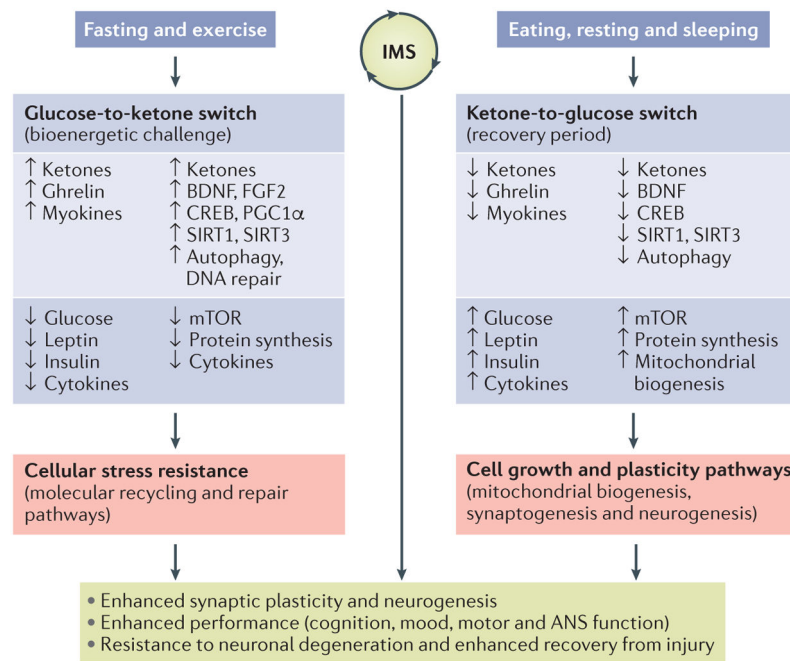 Fasting and exercise
IMS
Eating, resting and sleeping
Glucose-to-ketone switch
(bioenergetic challenge)
↑ Ketones
↑ Ghrelin
↑ Myokines
↑ Ketones
↑ BDNF, FGF2
↑ CREB, PGC1α
↑ SIRT1, SIRT3
↑ Autophagy,
DNA repair
↓ Glucose
↓ Leptin
↓ Insulin
↓ Cytokines
↓ mTOR
↓ Protein synthesis
↓ Cytokines
Cellular stress resistance
(molecular recycling and repair
pathways)
Ketone-to-glucose switch
(recovery period)
↓ Ketones
↓ Ghrelin
↓ Myokines
↓ Ketones
↓ BDNF
↓ CREB
↓ SIRT1, SIRT3
↓ Autophagy
↑ Glucose
↑ Leptin
↑ Insulin
↑ Cytokines
↑ mTOR
↑ Protein synthesis
↑ Mitochondrial
biogenesis
Cell growth and plasticity pathways
(mitochondrial biogenesis,
synaptogenesis and neurogenesis)
• Enhanced synaptic plasticity and neurogenesis
• Enhanced performance (cognition, mood, motor and ANS function)
• Resistance to neuronal degeneration and enhanced recovery from injury